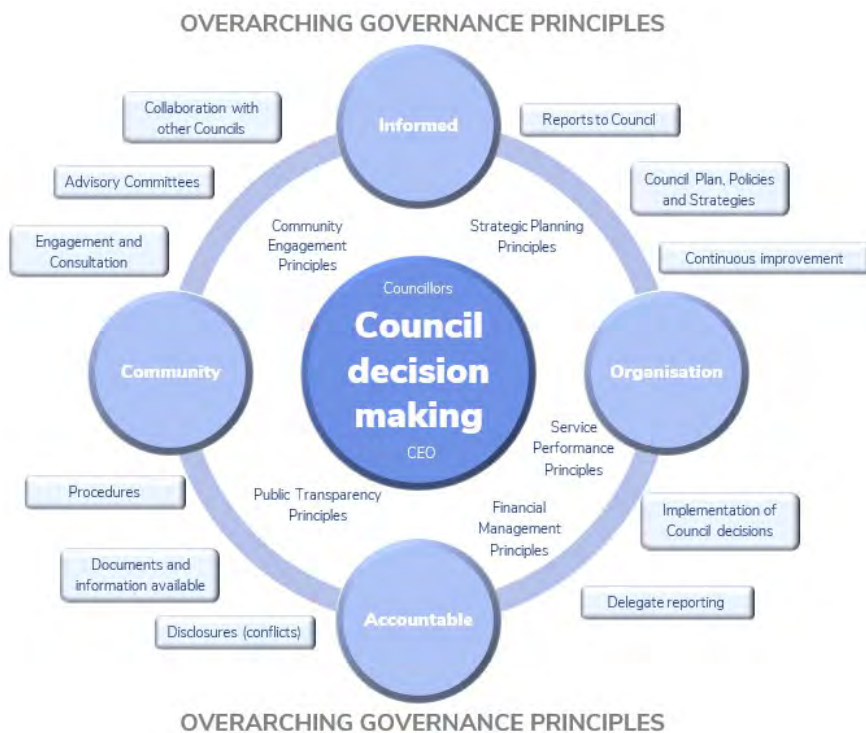 OVERARCHING GOVERNANCE PRINCIPLES
Informed
Collaboration with
other Councils
Reports to Council
Advisory Committees
Council Plan, Policies
and Strategies
Engagement and
Consultation
Community
Engagement
Principles
Strategic Planning
Principles
Continuous improvement
Councillors
Council
decision
making
CEO
Community
Organisation
Service
Performance
Principles
Procedures
Public Transparency
Principles
Financial
Management
Principles
Implementation of
Council decisions
Documents and
information available
Disclosures (conflicts)
Accountable
Delegate reporting
OVERARCHING GOVERNANCE PRINCIPLES